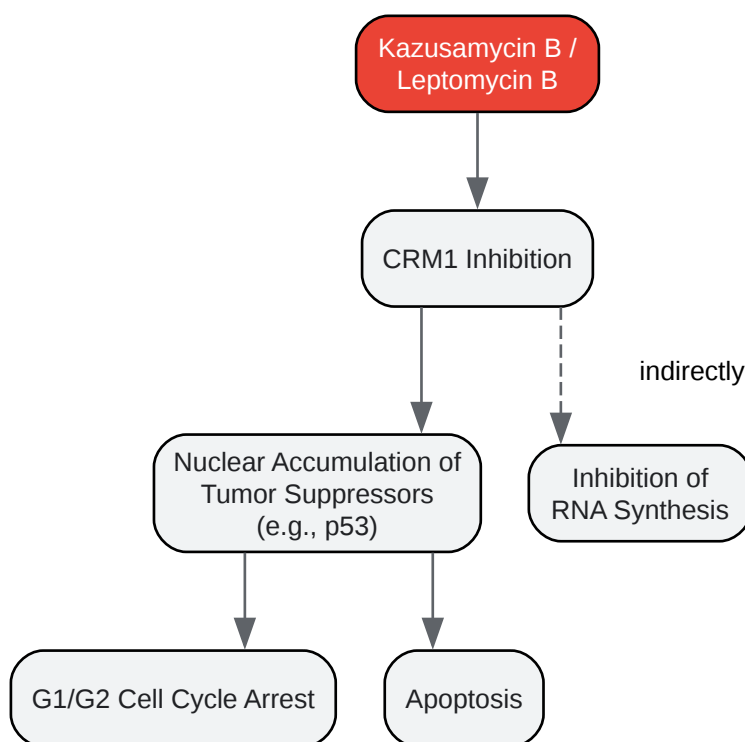 Kazusamycin B /
Leptomycin B
CRM1 Inhibition
indirectly
Nuclear Accumulation of
Tumor Suppressors
(e.g., p53)
Inhibition of
RNA Synthesis
G1/G2 Cell Cycle Arrest
Apoptosis